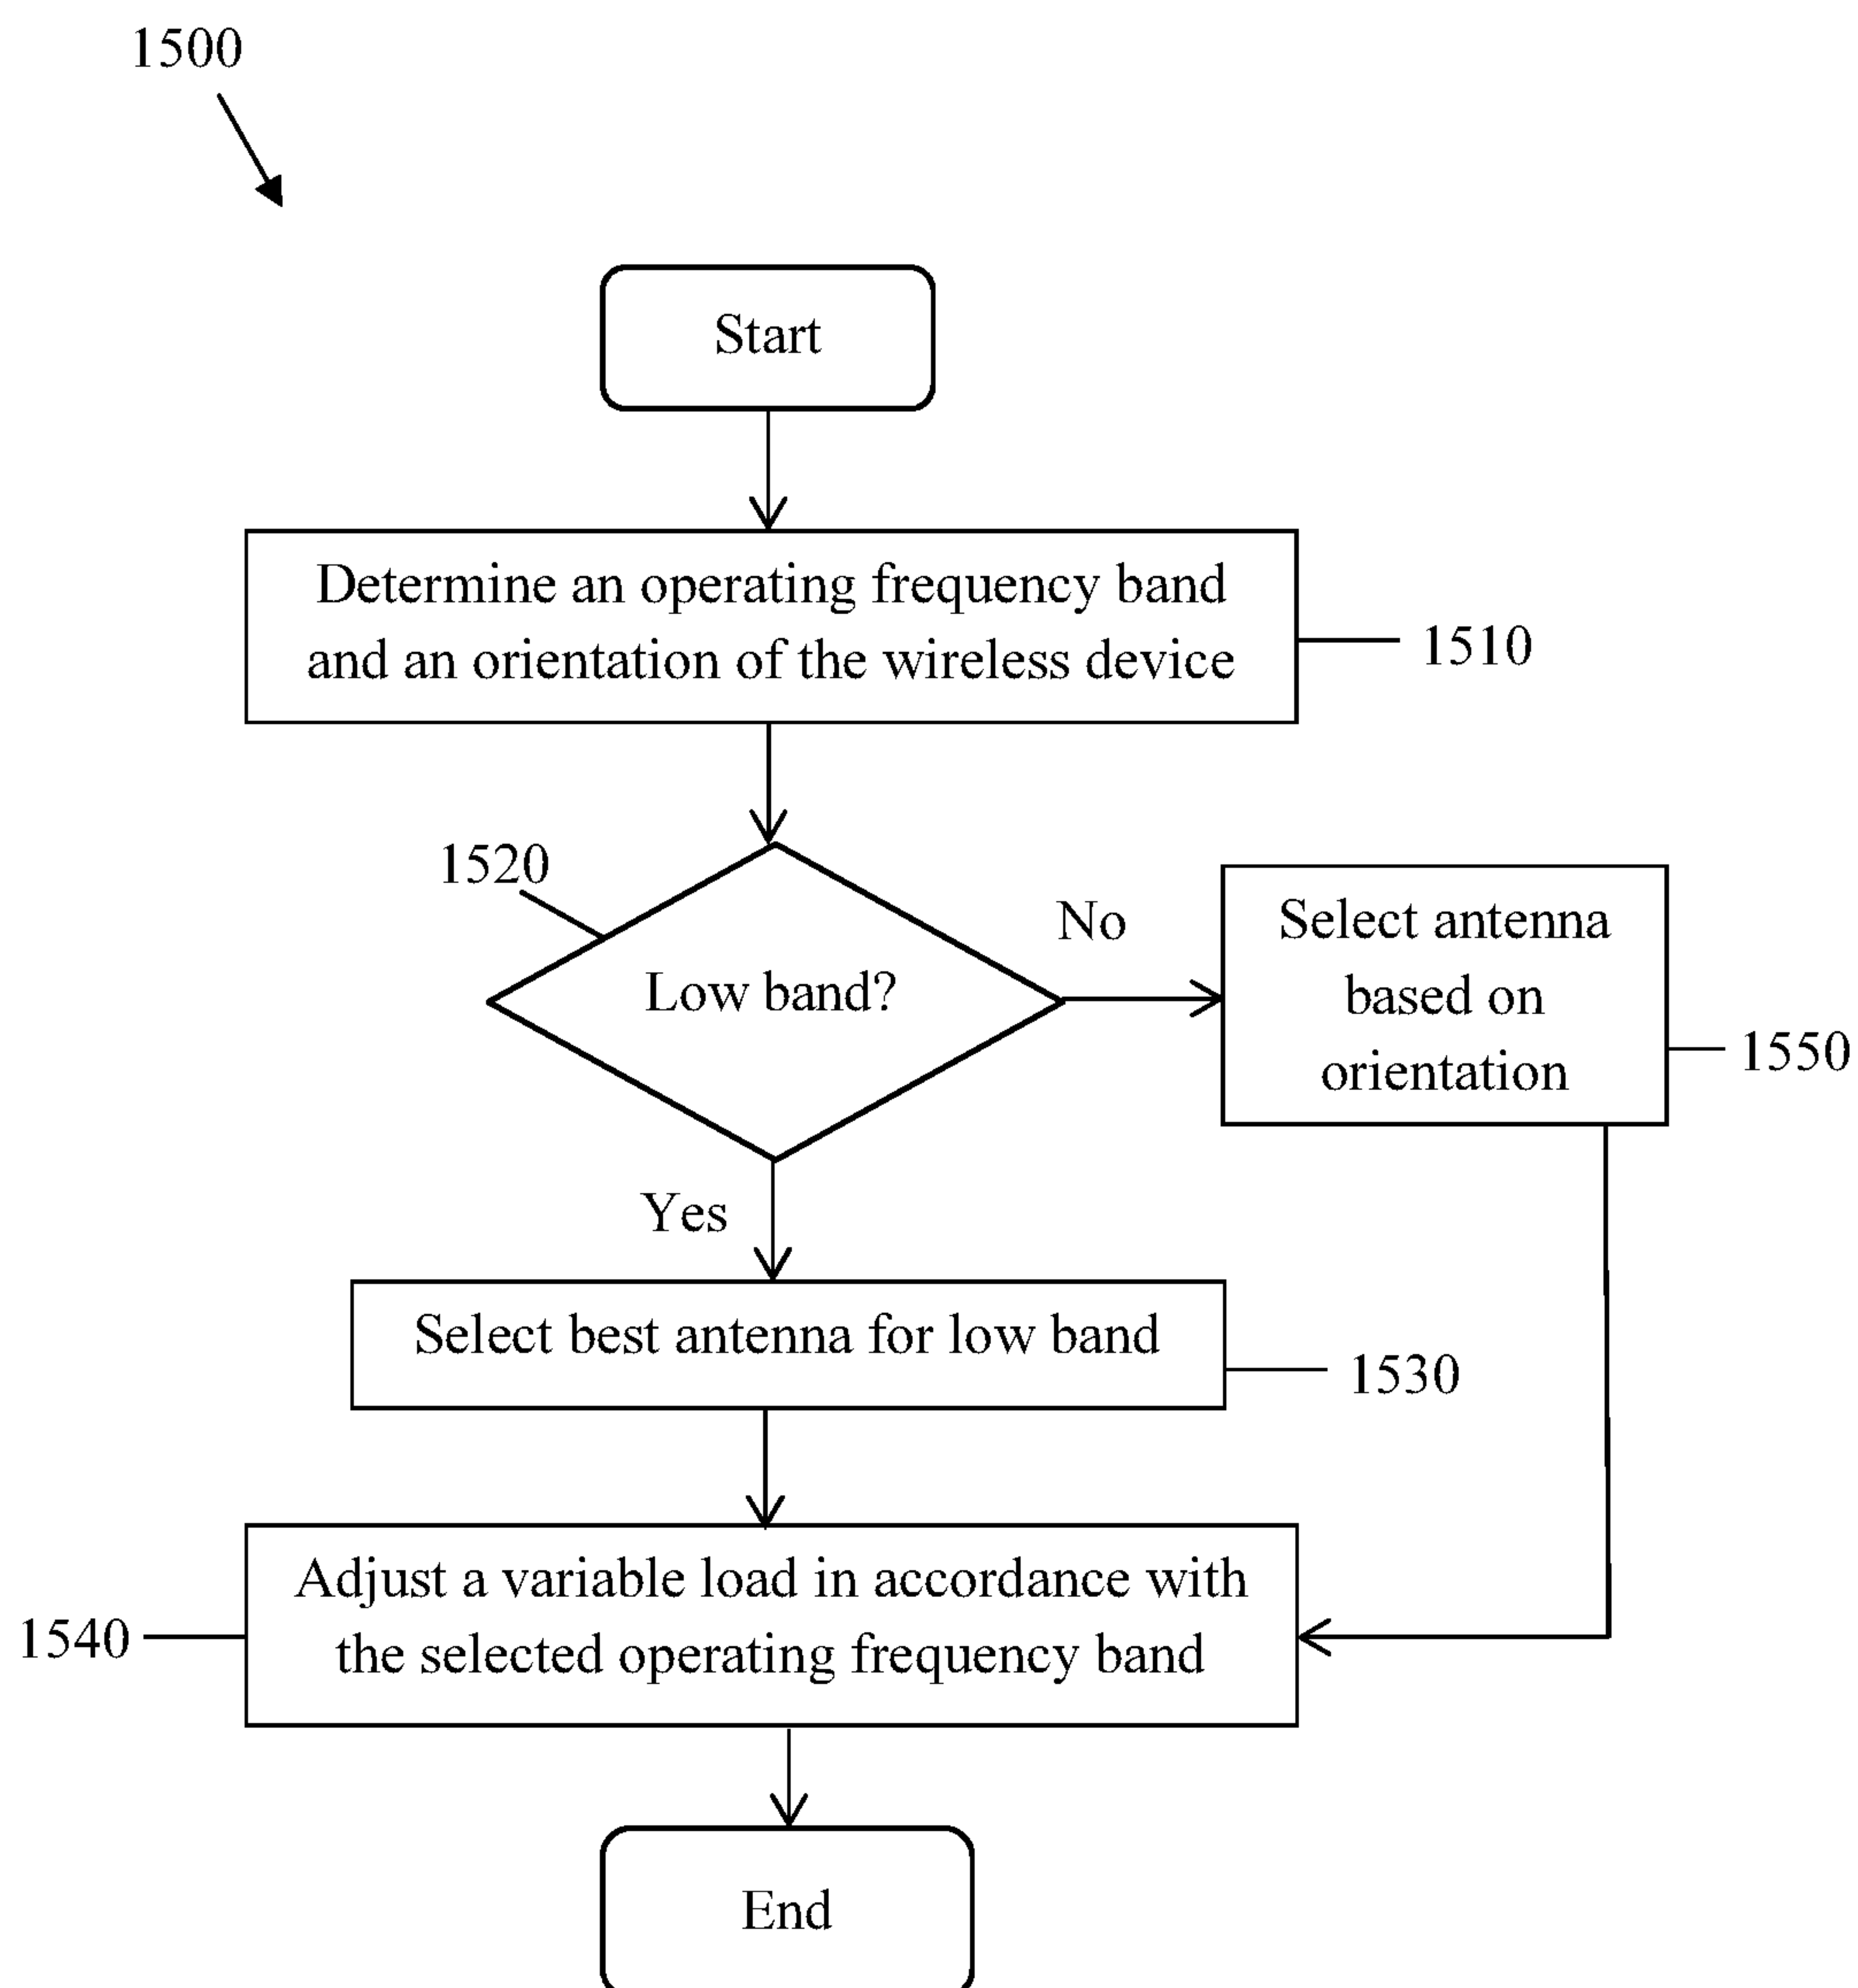 1500
Start
Determine an operating frequency band
and an orientation of the wireless device
1510
1520
Low band?
No
Select antenna
based on
orientation
1550
Yes
Select best antenna for low band
1530
Adjust a variable load in accordance with
the selected operating frequency band
1540
End